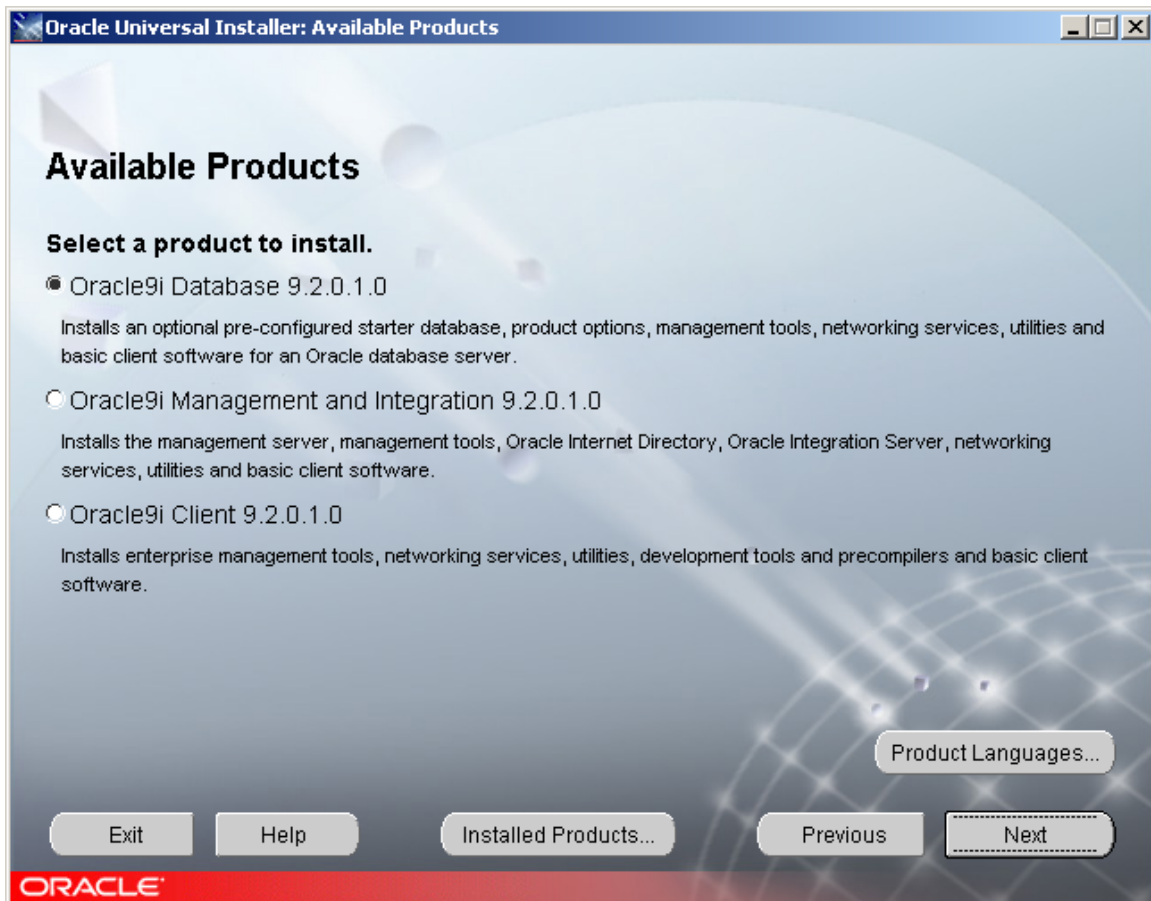 Oracle Universal Installer: Available Products
Available Products
Select a product to install.
Oracle9i Database 9.2.0.1.0
Installs an optional pre-configured starter database, product options, management tools, networking services, utilities and
basic client software for an Oracle database server.
Oracle9i Management and Integration 9.2.0.1.0
Installs the management server, management tools, Oracle Internet Directory, Oracle Integration Server, networking
services, utilities and basic client software.
Oracle9i Client 9.2.0.1.0
Installs enterprise management tools, networking services, utilities, development tools and precompilers and basic client
software.
Product Languages...
Exit Help Installed Products... Previous Next
ORACLE